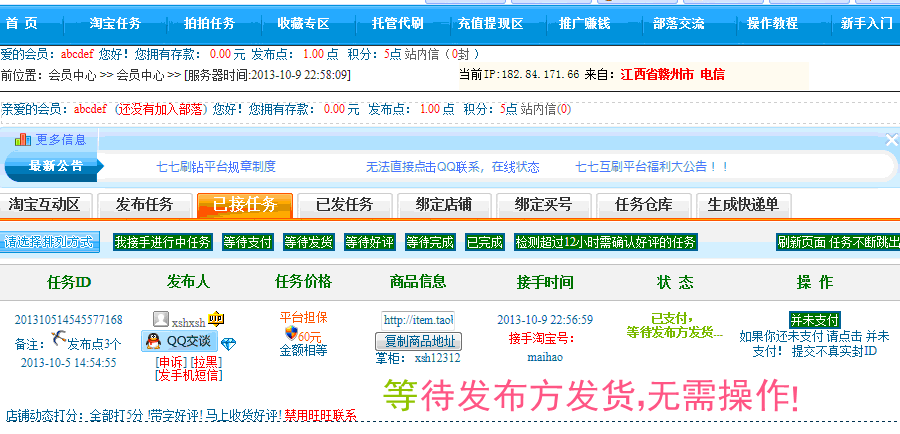 首 页 淘宝任务 拍拍任务 收藏专区 托管代刷 充值提现区 推广赚钱 部落交流 操作教程 新手入门
爱的会员：abcdef 您好！您拥有存款： 0.00 元 发布点： 1.00 点 积分：5点 站内信（0封 ）
前位置：会员中心 >> 会员中心 >> [服务器时间:2013-10-9 22:58:09] 当前IP:182.84.171.66 来自：江西省赣州市 电信
亲爱的会员：abcdef (还没有加入部落) 您好！您拥有存款： 0.00 元 发布点： 1.00 点 积分：5点 站内信(0)
更多信息
最新公告 七七刷钻平台规章制度 无法直接点击QQ联系，在线状态 七七互刷平台福利大公告！！
淘宝互动区 发布任务 已接任务 已发任务 绑定店铺 绑定买号 任务仓库 生成快递单
请选择排列方式 我接手进行中任务 等待支付 等待发货 等待好评 等待完成 已完成 检测超过12小时需确认好评的任务 刷新页面 任务不断跳出
任务ID 发布人 任务价格 商品信息 接手时间 状 态 操 作
201310514545577168 xshxsh VIP 平台担保 http://item.taol 2013-10-9 22:56:59 已支付， 并未支付
备注： 发布点3个 QQ交谈 60元 复制商品地址 接手淘宝号： 等待发布方发货... 如果你还未支付 请点击 并未
2013-10-5 14:54:55 [申诉] [拉黑] 金额相等 掌柜： xsh12312 maihao 支付！ 提交不真实封ID
[发手机短信]
等待发布方发货,无需操作!
店铺动态打分：全部打5分 !带字好评! 马上收货好评! 禁用旺旺联系